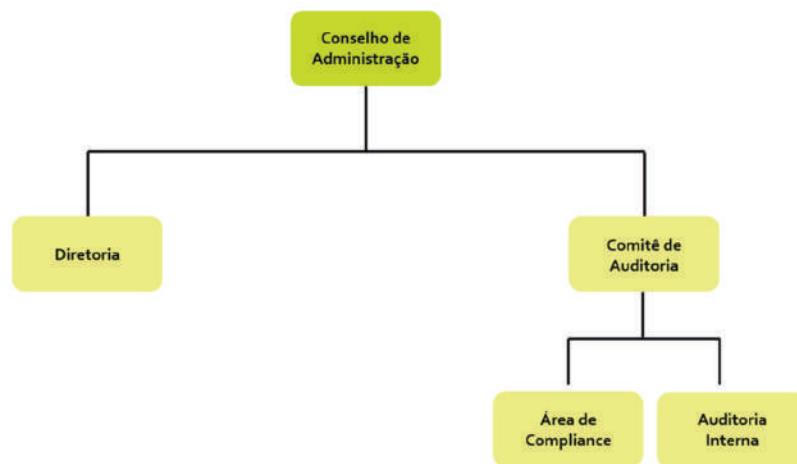 Conselho de
Administração
Diretoria
Comitê de
Auditoria
Área de
Compliance
Auditoria
Interna